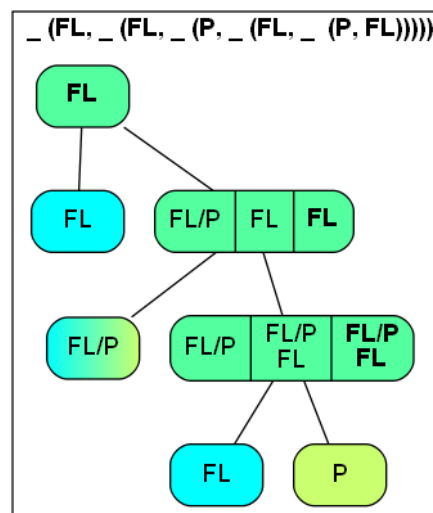 _ (FL, _ (FL, _ (P, _ (FL, _ (P, FL)))))
FL
FL
FL/P FL FL
FL/P
FL/P FL/P FL FL/P FL
FL P